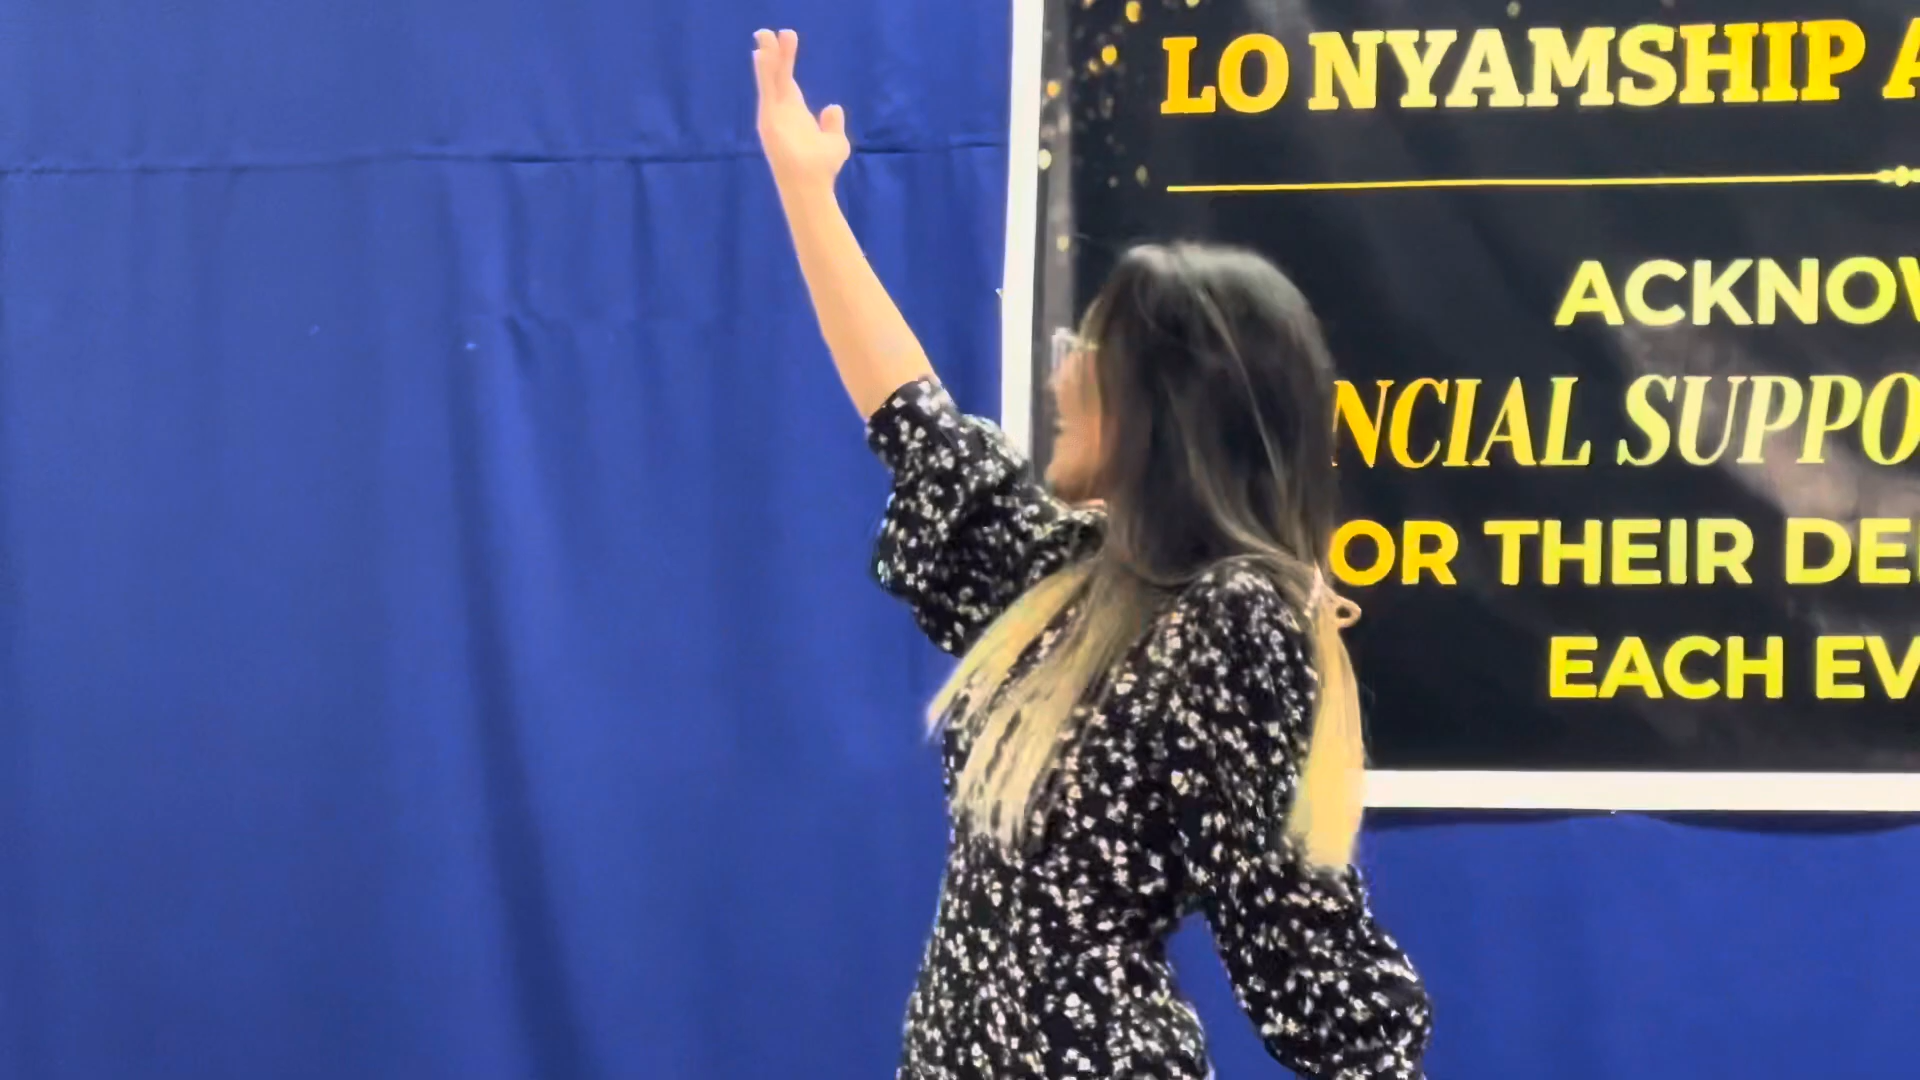 LO NYAMSHIP A
ACKNOW
NCIAL SUPPO
OR THEIR DE
EACH EV